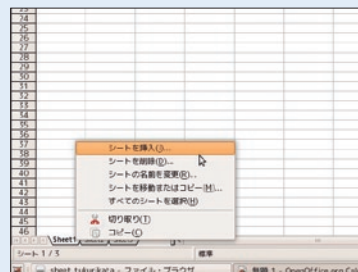 24
25
26
27
28
29
30
31
32
33
34
35
36
37
38
39
40
41
42
43
44
45
46
シートを挿入(I)...
シートを削除(D)...
シートの名前を変更(R)...
シートを移動またはコピー(M)...
すべてのシートを選択(H)
切り取り(T)
コピー(C)
Sheet1
シート 1 / 3
標準
sheet_tukurikata - ファイル・ブラウザ
無題 1 - OpenOffice.org Ca